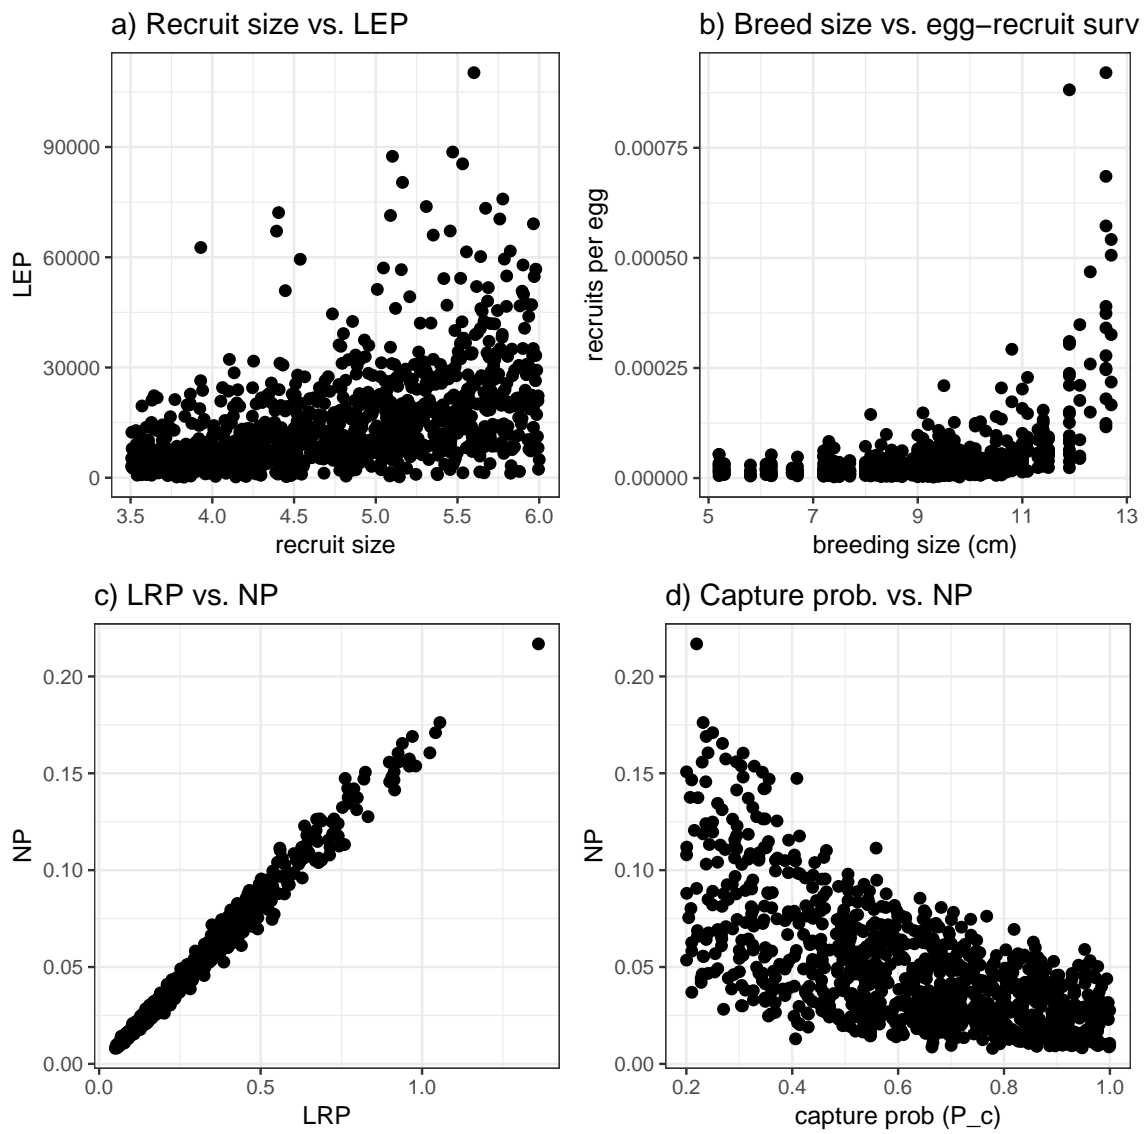 a) Recruit size vs. LEP
90000
60000
30000
0
LEP
3.5 4.0 4.5 5.0 5.5 6.0
recruit size
b) Breed size vs. egg−recruit surv
0.00075
0.00050
0.00025
0.00000
recruits per egg
5 7 9 11 13
breeding size (cm)
c) LRP vs. NP
0.20
0.15
0.10
0.05
0.00
NP
0.0 0.5 1.0
LRP
d) Capture prob. vs. NP
0.20
0.15
0.10
0.05
0.00
NP
0.2 0.4 0.6 0.8 1.0
capture prob (P_c)